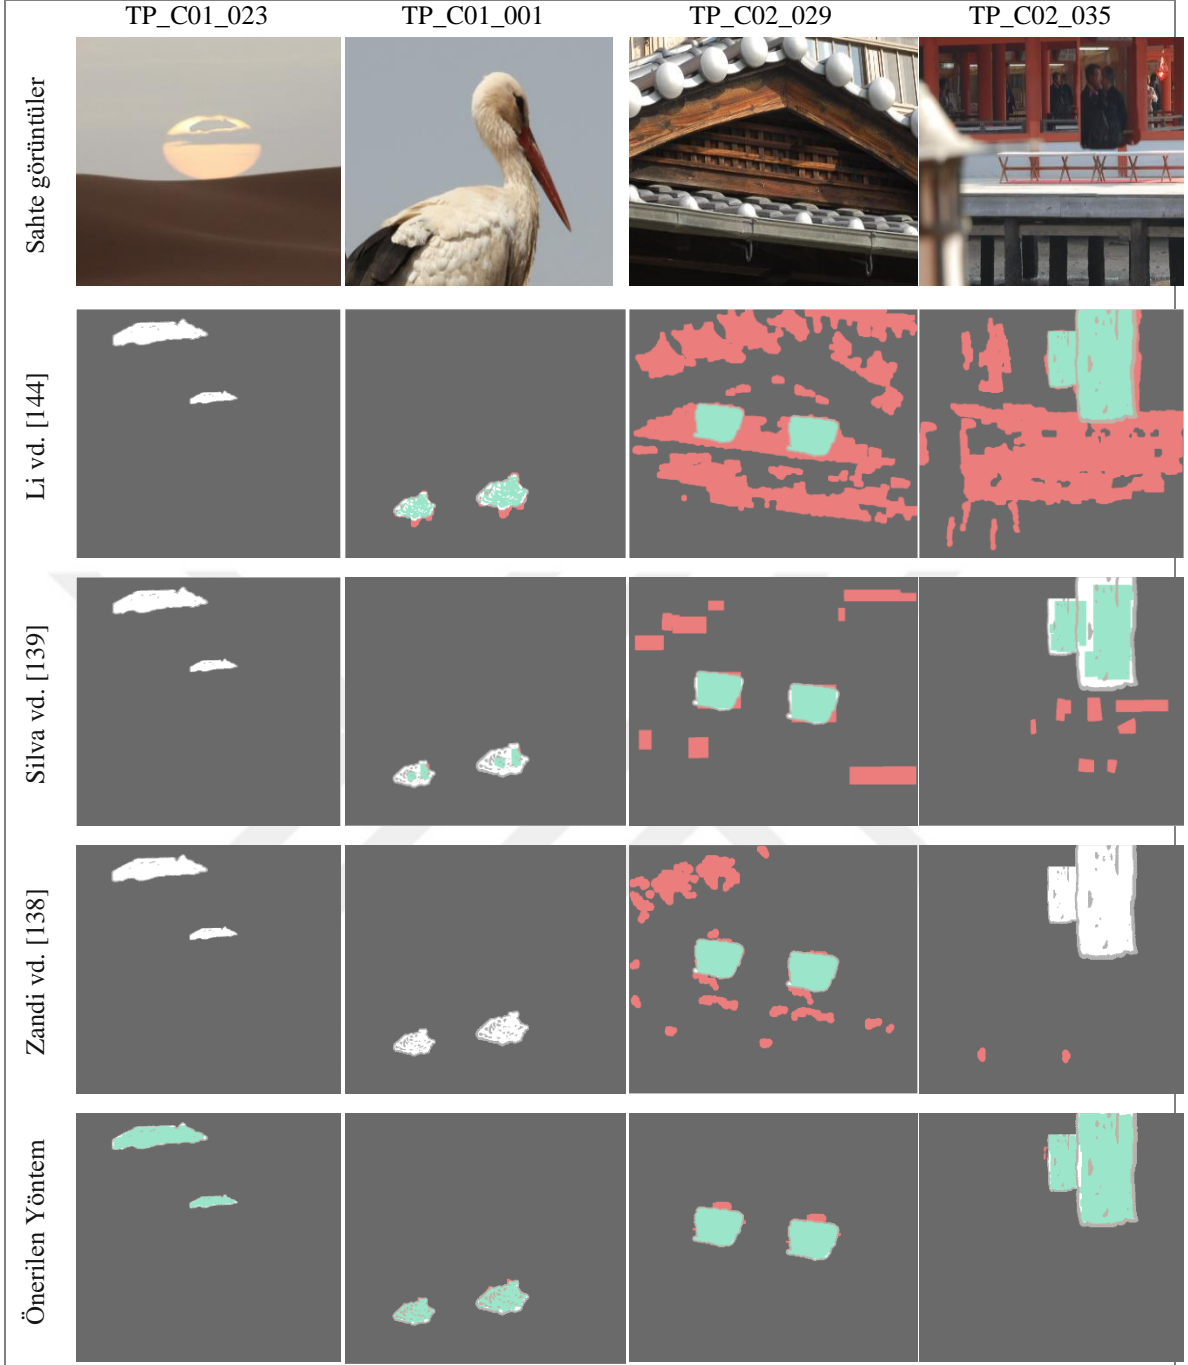 TP_C01_023 TP_C01_001 TP_C02_029 TP_C02_035
Sahte görüntüler
Li vd. [144]
Silva vd. [139]
Zandi vd. [138]
Önerilen Yöntem